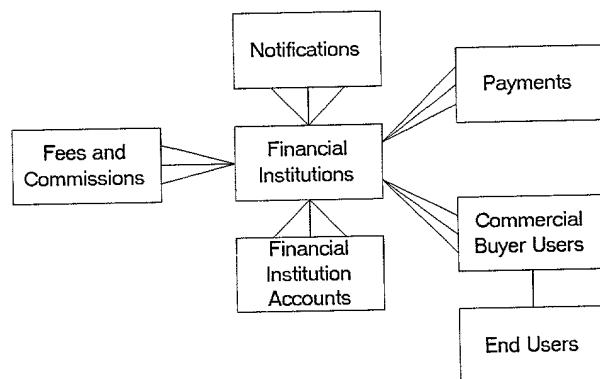 Notifications
Payments
Fees and
Commissions
Financial
Institutions
Commercial
Buyer Users
Financial
Institution
Accounts
End Users